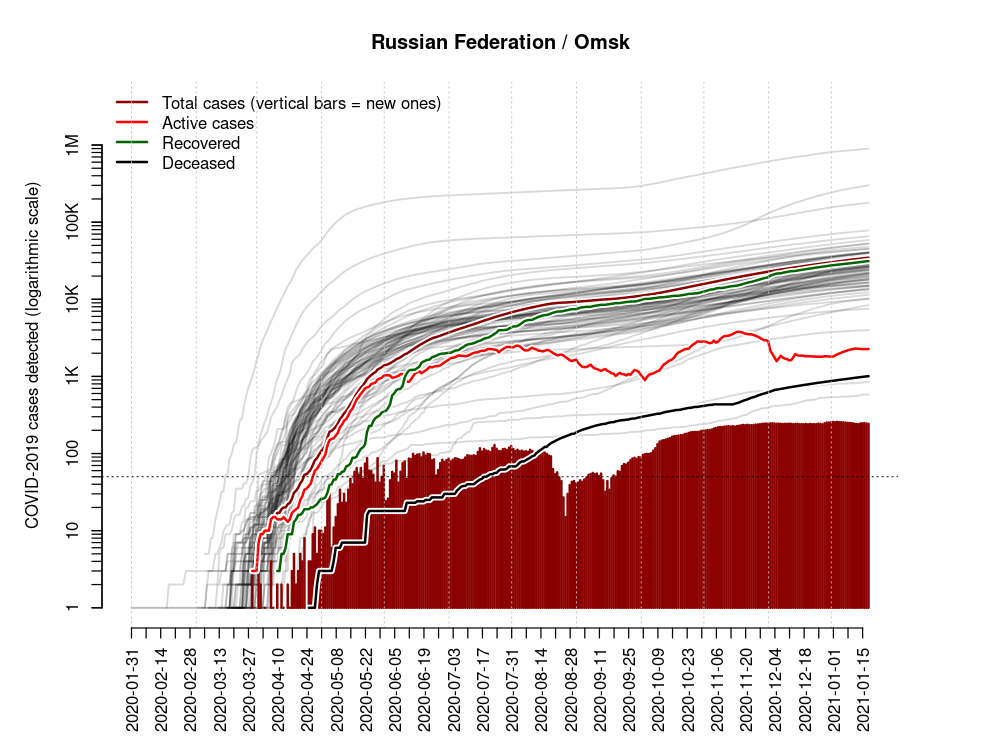 Russian Federation / Omsk
Total cases (vertical bars = new ones)
Active cases
Recovered
Deceased
COVID-2019 cases detected (logarithmic scale)
1M
100K
10K
1K
100
10
1
2020-01-31
2020-02-14
2020-02-28
2020-03-13
2020-03-27
2020-04-10
2020-04-24
2020-05-08
2020-05-22
2020-06-05
2020-06-19
2020-07-03
2020-07-17
2020-07-31
2020-08-14
2020-08-28
2020-09-11
2020-09-25
2020-10-09
2020-10-23
2020-11-06
2020-11-20
2020-12-04
2020-12-18
2021-01-01
2021-01-15